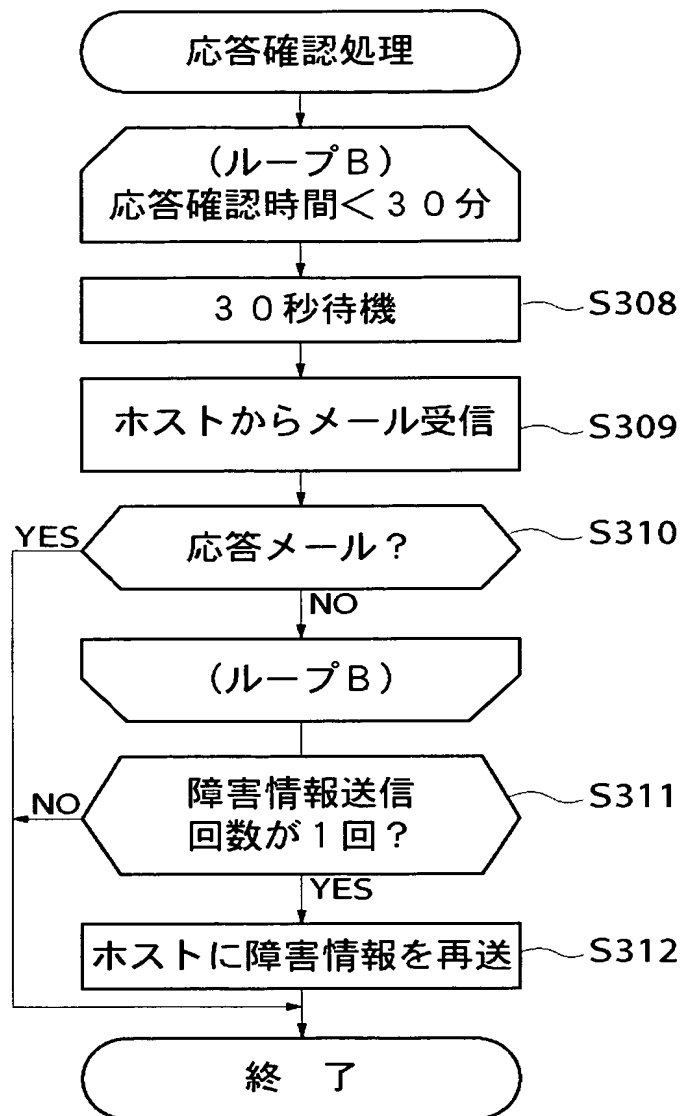 応答確認処理
（ループＢ）
応答確認時間＜３０分
３０秒待機
S308
ホストからメール受信
S309
応答メール？
S310
YES
NO
（ループＢ）
障害情報送信
回数が１回？
S311
NO
YES
ホストに障害情報を再送
S312
終　了